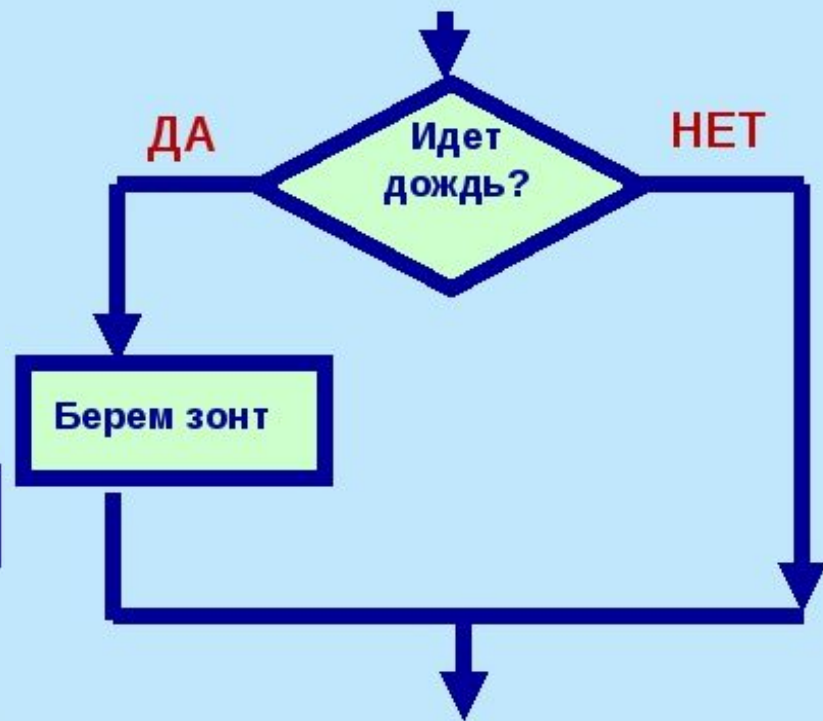 ДА
НЕТ
Идет
дождь?
Берем зонт